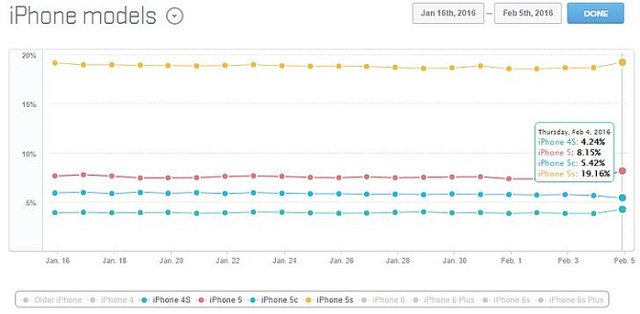 iPhone models
Jan 16th, 2016 – Feb 5th, 2016 DONE
20%
15%
10%
5%
Thursday, Feb 4, 2016
iPhone 4S: 4.24%
iPhone 5: 8.15%
iPhone 5c: 5.42%
iPhone 5s: 19.16%
Jan. 16 Jan. 18 Jan. 20 Jan. 22 Jan. 24 Jan. 26 Jan. 28 Jan. 30 Feb. 1 Feb. 3 Feb. 5
Older iPhone iPhone 4 iPhone 4S iPhone 5 iPhone 5c iPhone 5s iPhone 6 iPhone 6 Plus iPhone 6s iPhone 6s Plus